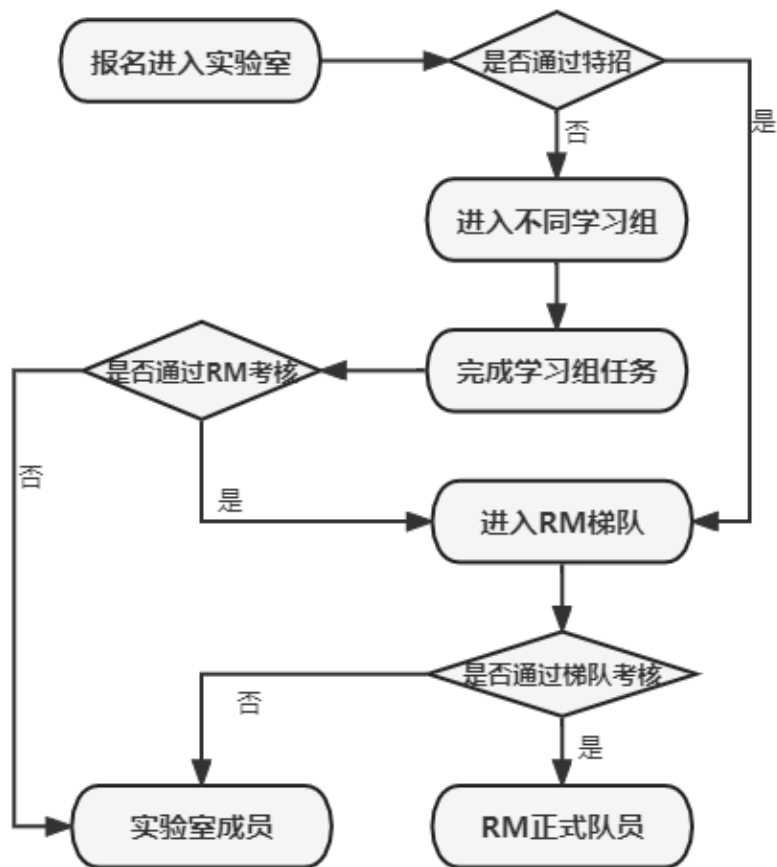 报名进入实验室
是否通过特招
是
否
进入不同学习组
完成学习组任务
是否通过RM考核
否
是
进入RM梯队
是否通过梯队考核
否
是
实验室成员
RM正式队员